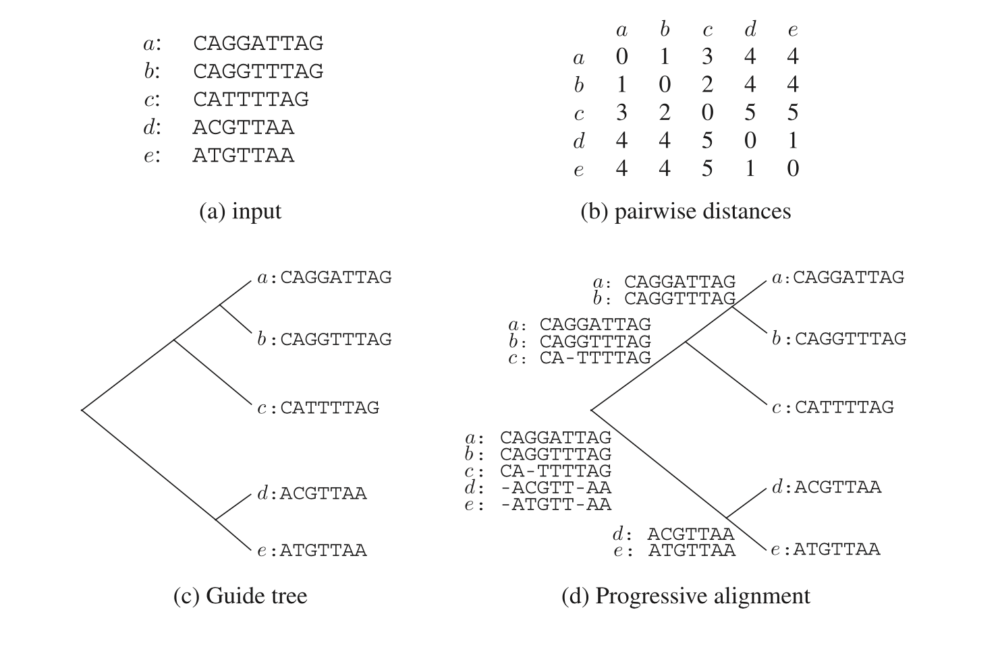 a: CAGGATTAG
b: CAGGTTTAG
c: CATTTTAG
d: ACGTTAA
e: ATGTTAA
(a) input
a b c d e
a 0 1 3 4 4
b 1 0 2 4 4
c 3 2 0 5 5
d 4 4 5 0 1
e 4 4 5 1 0
(b) pairwise distances
a:CAGGATTAG
b:CAGGTTTAG
c:CATTTTAG
d:ACGTTAA
e:ATGTTAA
(c) Guide tree
a: CAGGATTAG
b: CAGGTTTAG
a:CAGGATTAG
b:CAGGTTTAG
a: CAGGATTAG
b: CAGGTTTAG
c: CA-TTTTAG
c:CATTTTAG
a: CAGGATTAG
b: CAGGTTTAG
c: CA-TTTTAG
d: -ACGTT-AA
e: -ATGTT-AA
d:ACGTTAA
d: ACGTTAA
e: ATGTTAA
e:ATGTTAA
(d) Progressive alignment